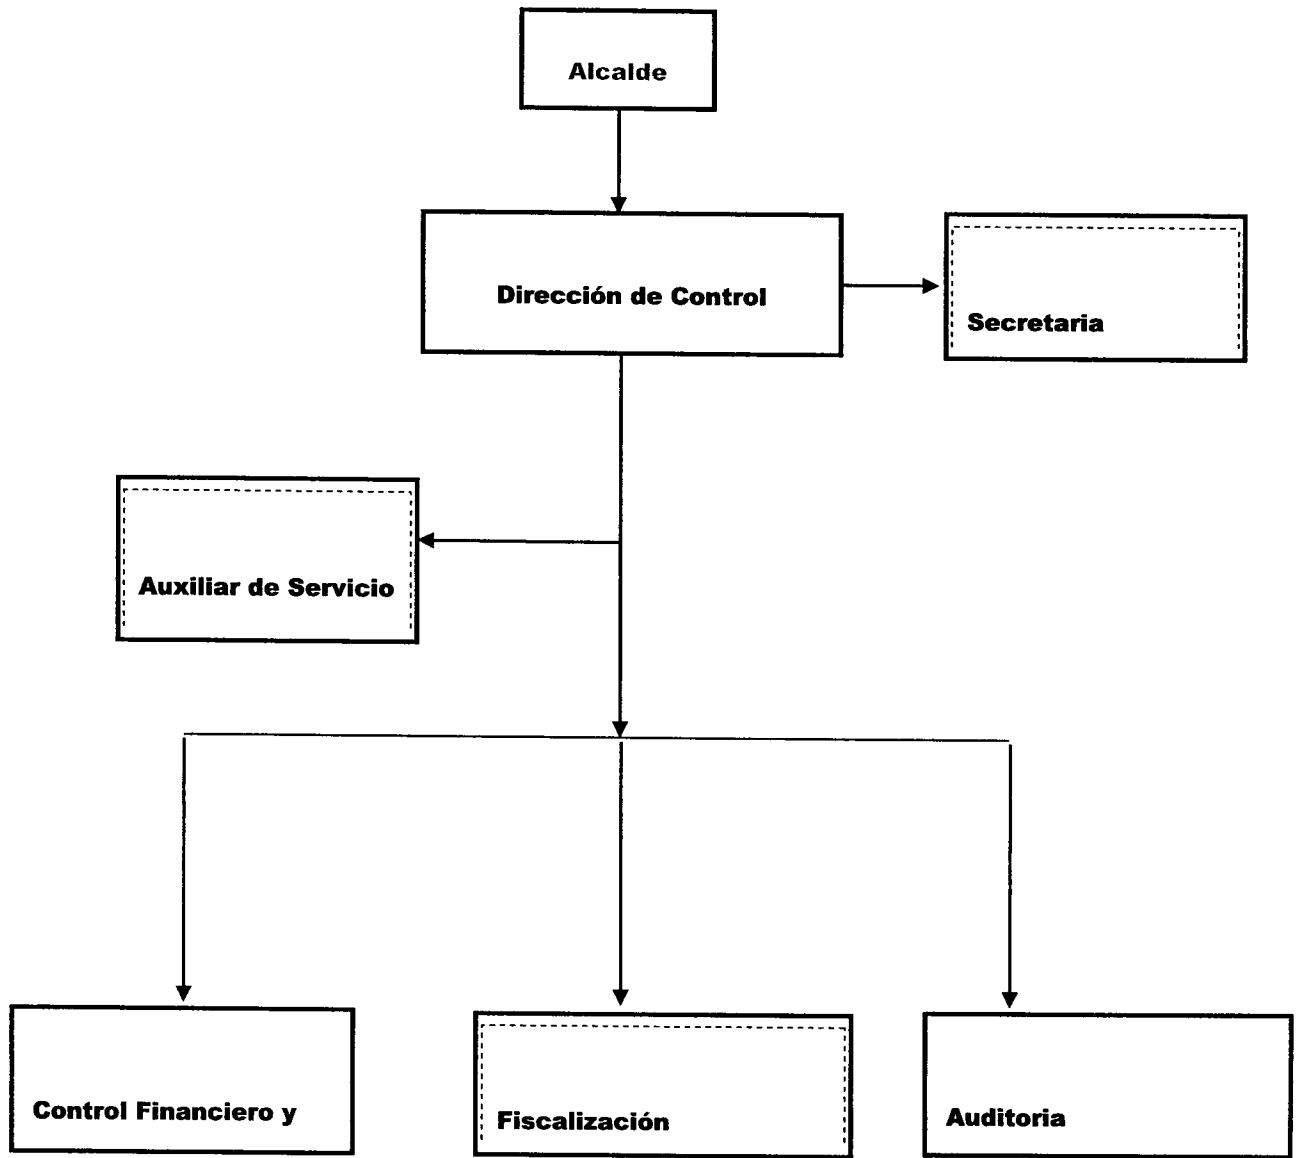 Alcalde
Dirección de Control
Secretaria
Auxiliar de Servicio
Control Financiero y
Fiscalización
Auditoria